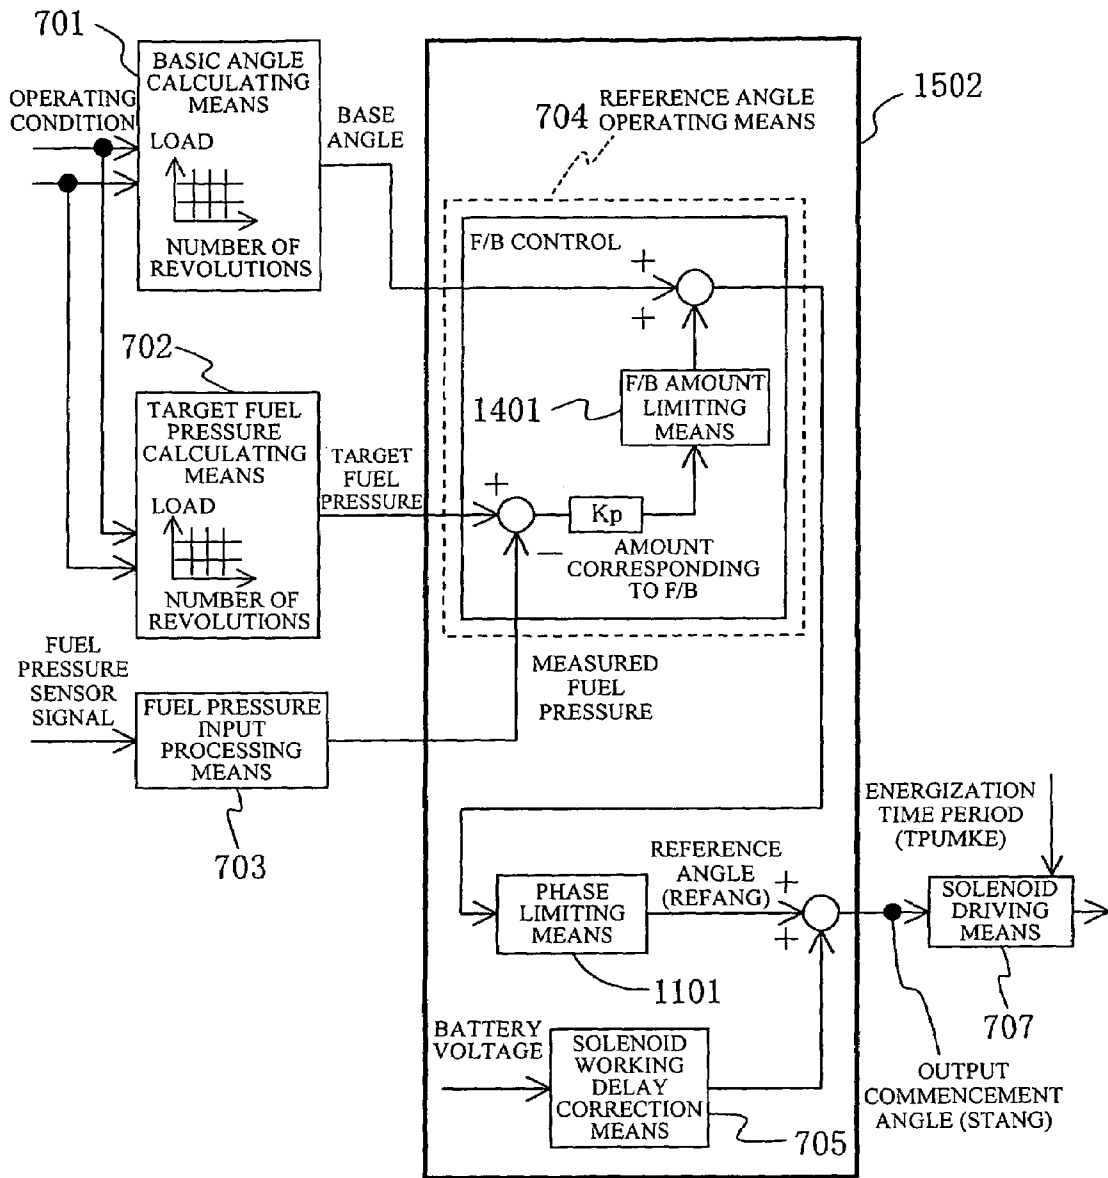 701
BASIC ANGLE
CALCULATING
MEANS
LOAD
NUMBER OF
REVOLUTIONS
OPERATING
CONDITION
BASE
ANGLE
1502
704
REFERENCE ANGLE
OPERATING MEANS
F/B CONTROL
+
+
702
TARGET FUEL
PRESSURE
CALCULATING
MEANS
LOAD
NUMBER OF
REVOLUTIONS
TARGET
FUEL
PRESSURE
1401
F/B AMOUNT
LIMITING
MEANS
+
−
Kp
AMOUNT
CORRESPONDING
TO F/B
FUEL
PRESSURE
SENSOR
SIGNAL
FUEL PRESSURE
INPUT
PROCESSING
MEANS
703
MEASURED
FUEL
PRESSURE
ENERGIZATION
TIME PERIOD
(TPUMKE)
PHASE
LIMITING
MEANS
1101
REFERENCE
ANGLE
(REFANG)
+
+
SOLENOID
DRIVING
MEANS
707
BATTERY
VOLTAGE
SOLENOID
WORKING
DELAY
CORRECTION
MEANS
705
OUTPUT
COMMENCEMENT
ANGLE (STANG)